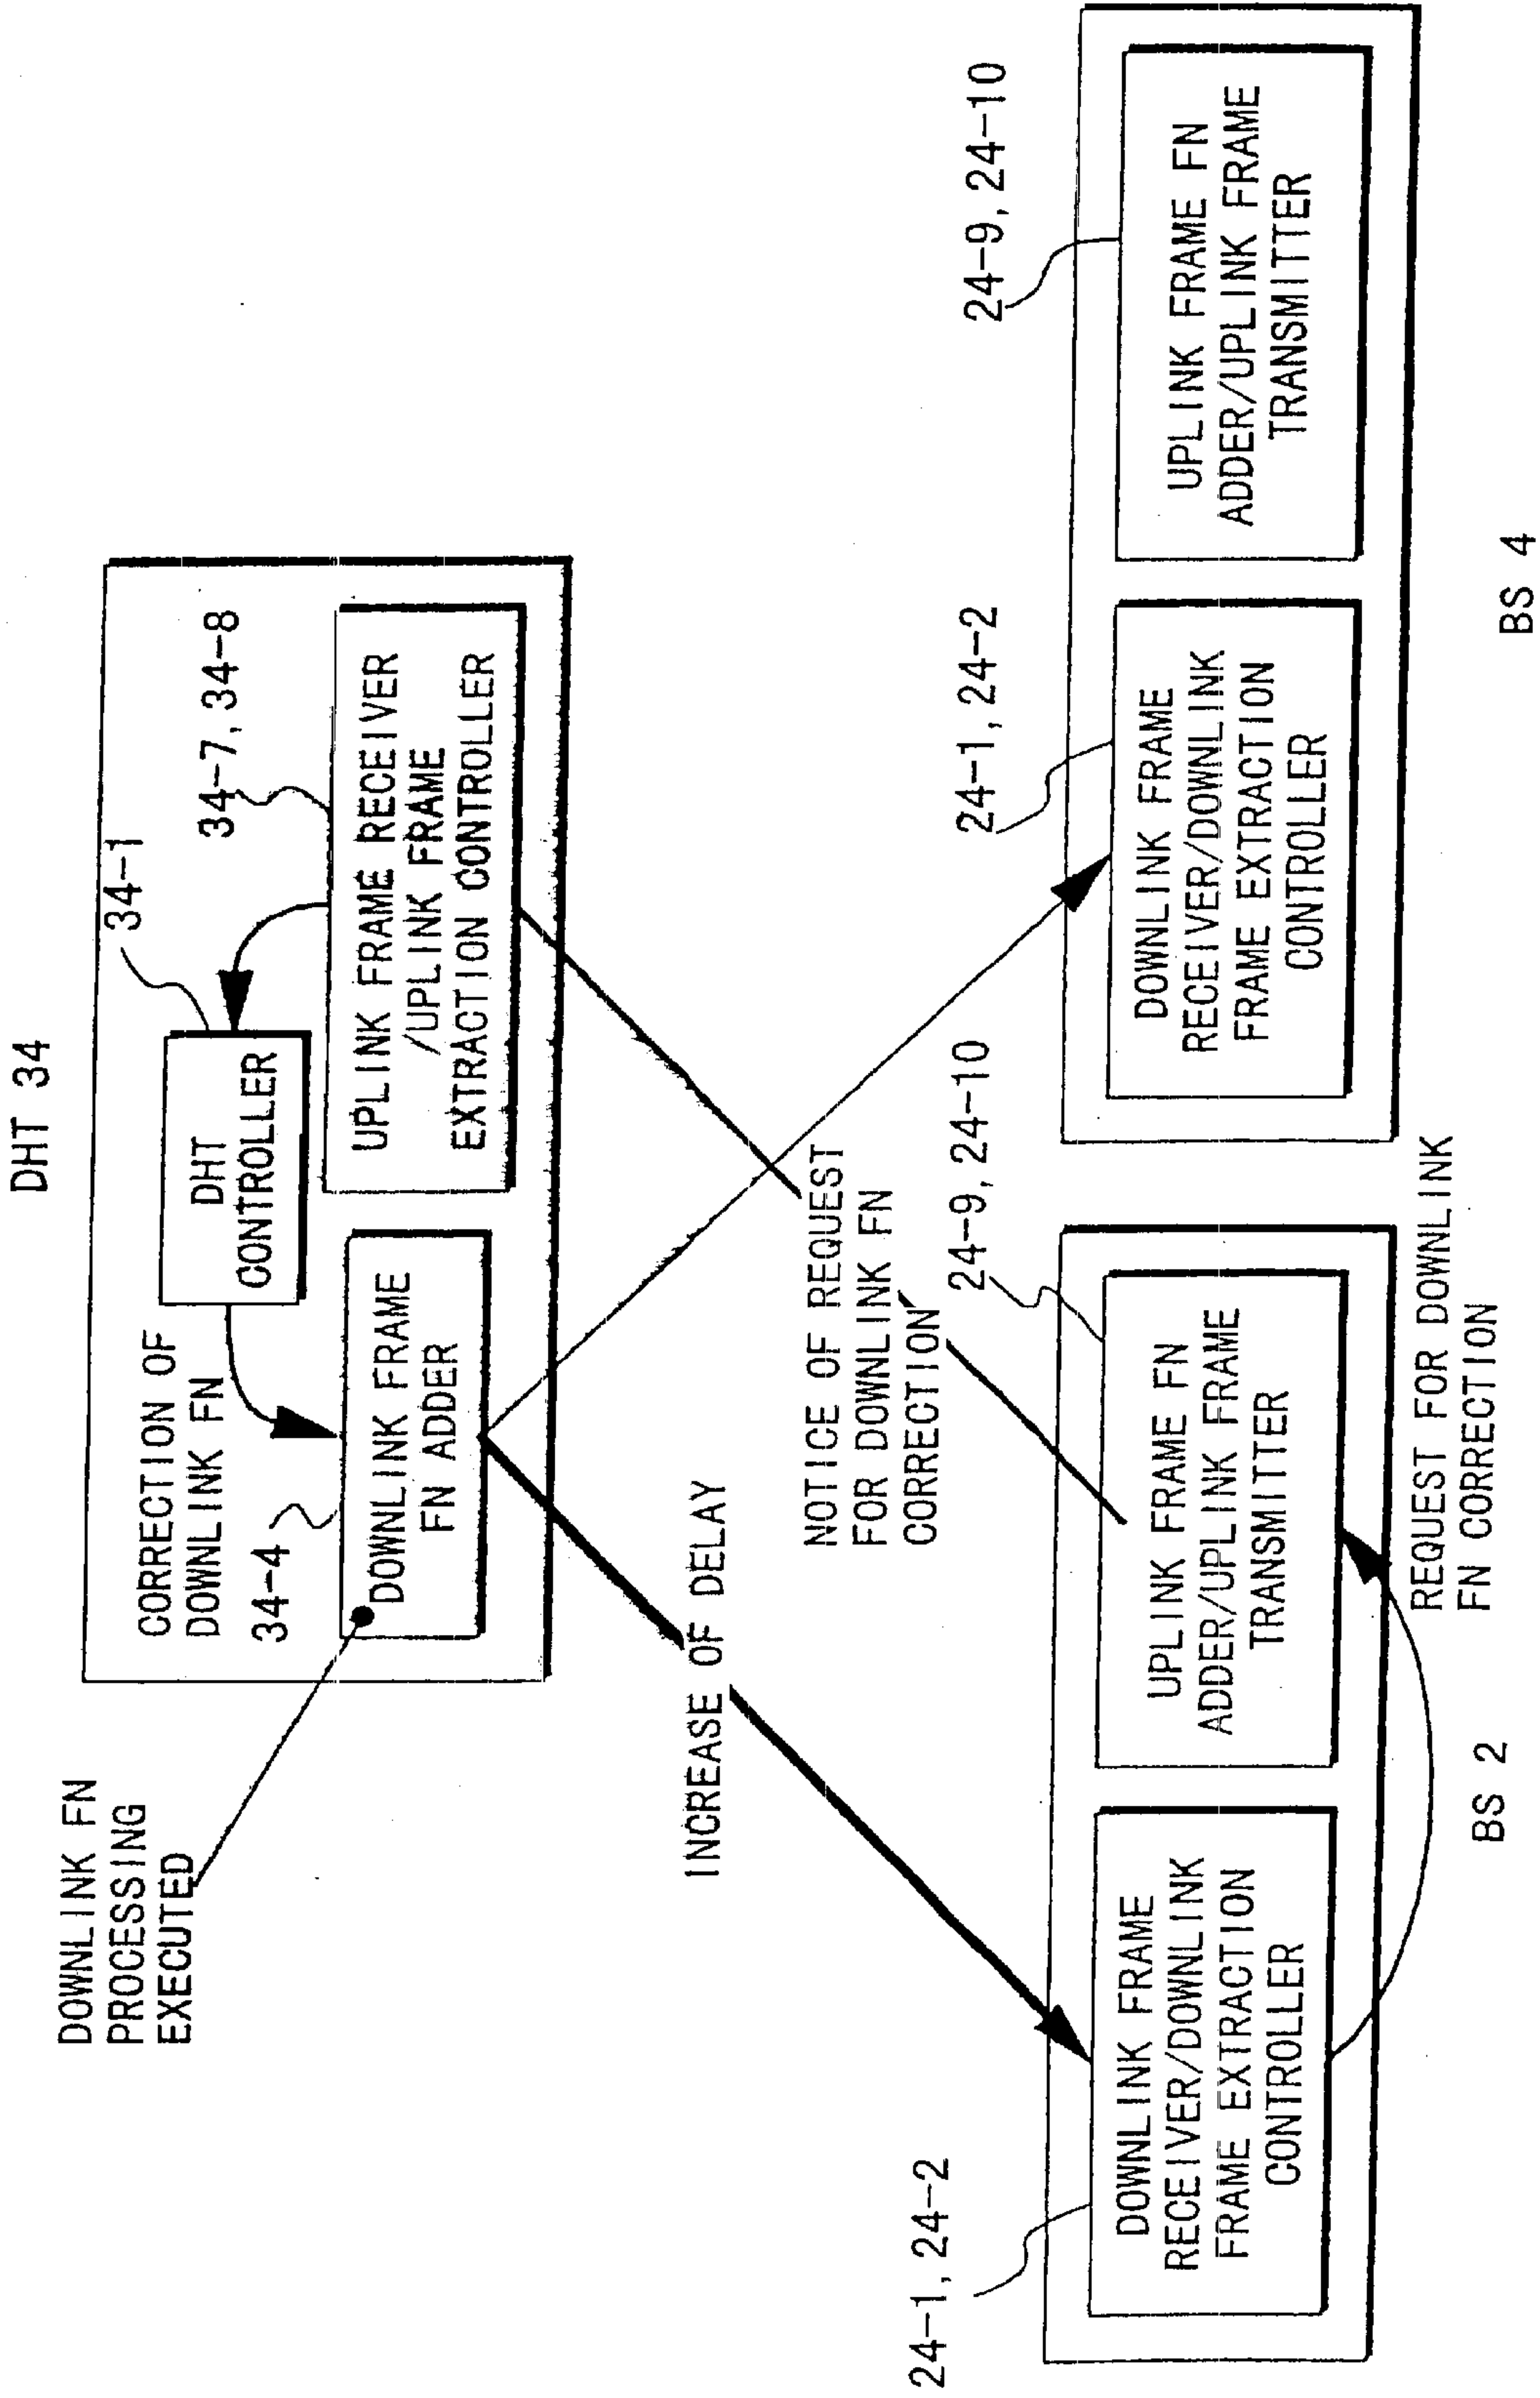 DHT 34
DOWNLINK FN
PROCESSING
EXECUTED
CORRECTION OF
DOWNLINK FN
34-4
DHT
CONTROLLER
34-1
34-7, 34-8
DOWNLINK FRAME
FN ADDER
UPLINK FRAME RECEIVER
/UPLINK FRAME
EXTRACTION CONTROLLER
INCREASE OF DELAY
NOTICE OF REQUEST
FOR DOWNLINK FN
CORRECTION
24-1, 24-2
DOWNLINK FRAME
RECEIVER/DOWNLINK
FRAME EXTRACTION
CONTROLLER
24-9, 24-10
UPLINK FRAME FN
ADDER/UPLINK FRAME
TRANSMITTER
REQUEST FOR DOWNLINK
FN CORRECTION
BS 2
24-1, 24-2
DOWNLINK FRAME
RECEIVER/DOWNLINK
FRAME EXTRACTION
CONTROLLER
24-9, 24-10
UPLINK FRAME FN
ADDER/UPLINK FRAME
TRANSMITTER
BS 4